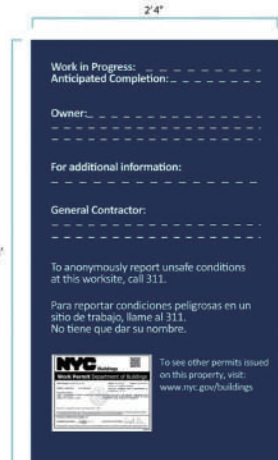 2'4"
Work in Progress:
Anticipated Completion:
Owner:
For additional information:
General Contractor:
To anonymously report unsafe conditions
at this worksite, call 311.
Para reportar condiciones peligrosas en un
sitio de trabajo, llame al 311.
No tiene que dar su nombre.
NYC Buildings
Work Permit Department of Buildings
To see other permits issued
on this property, visit:
www.nyc.gov/buildings